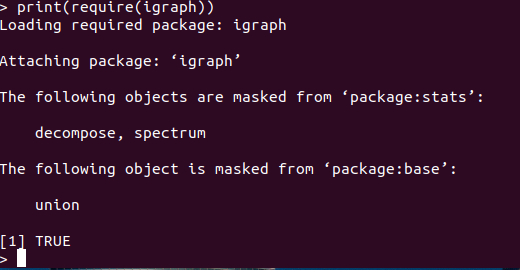 > print(require(igraph))
Loading required package: igraph
Attaching package: ‘igraph’
The following objects are masked from ‘package:stats’:
decompose, spectrum
The following object is masked from ‘package:base’:
union
[1] TRUE
>